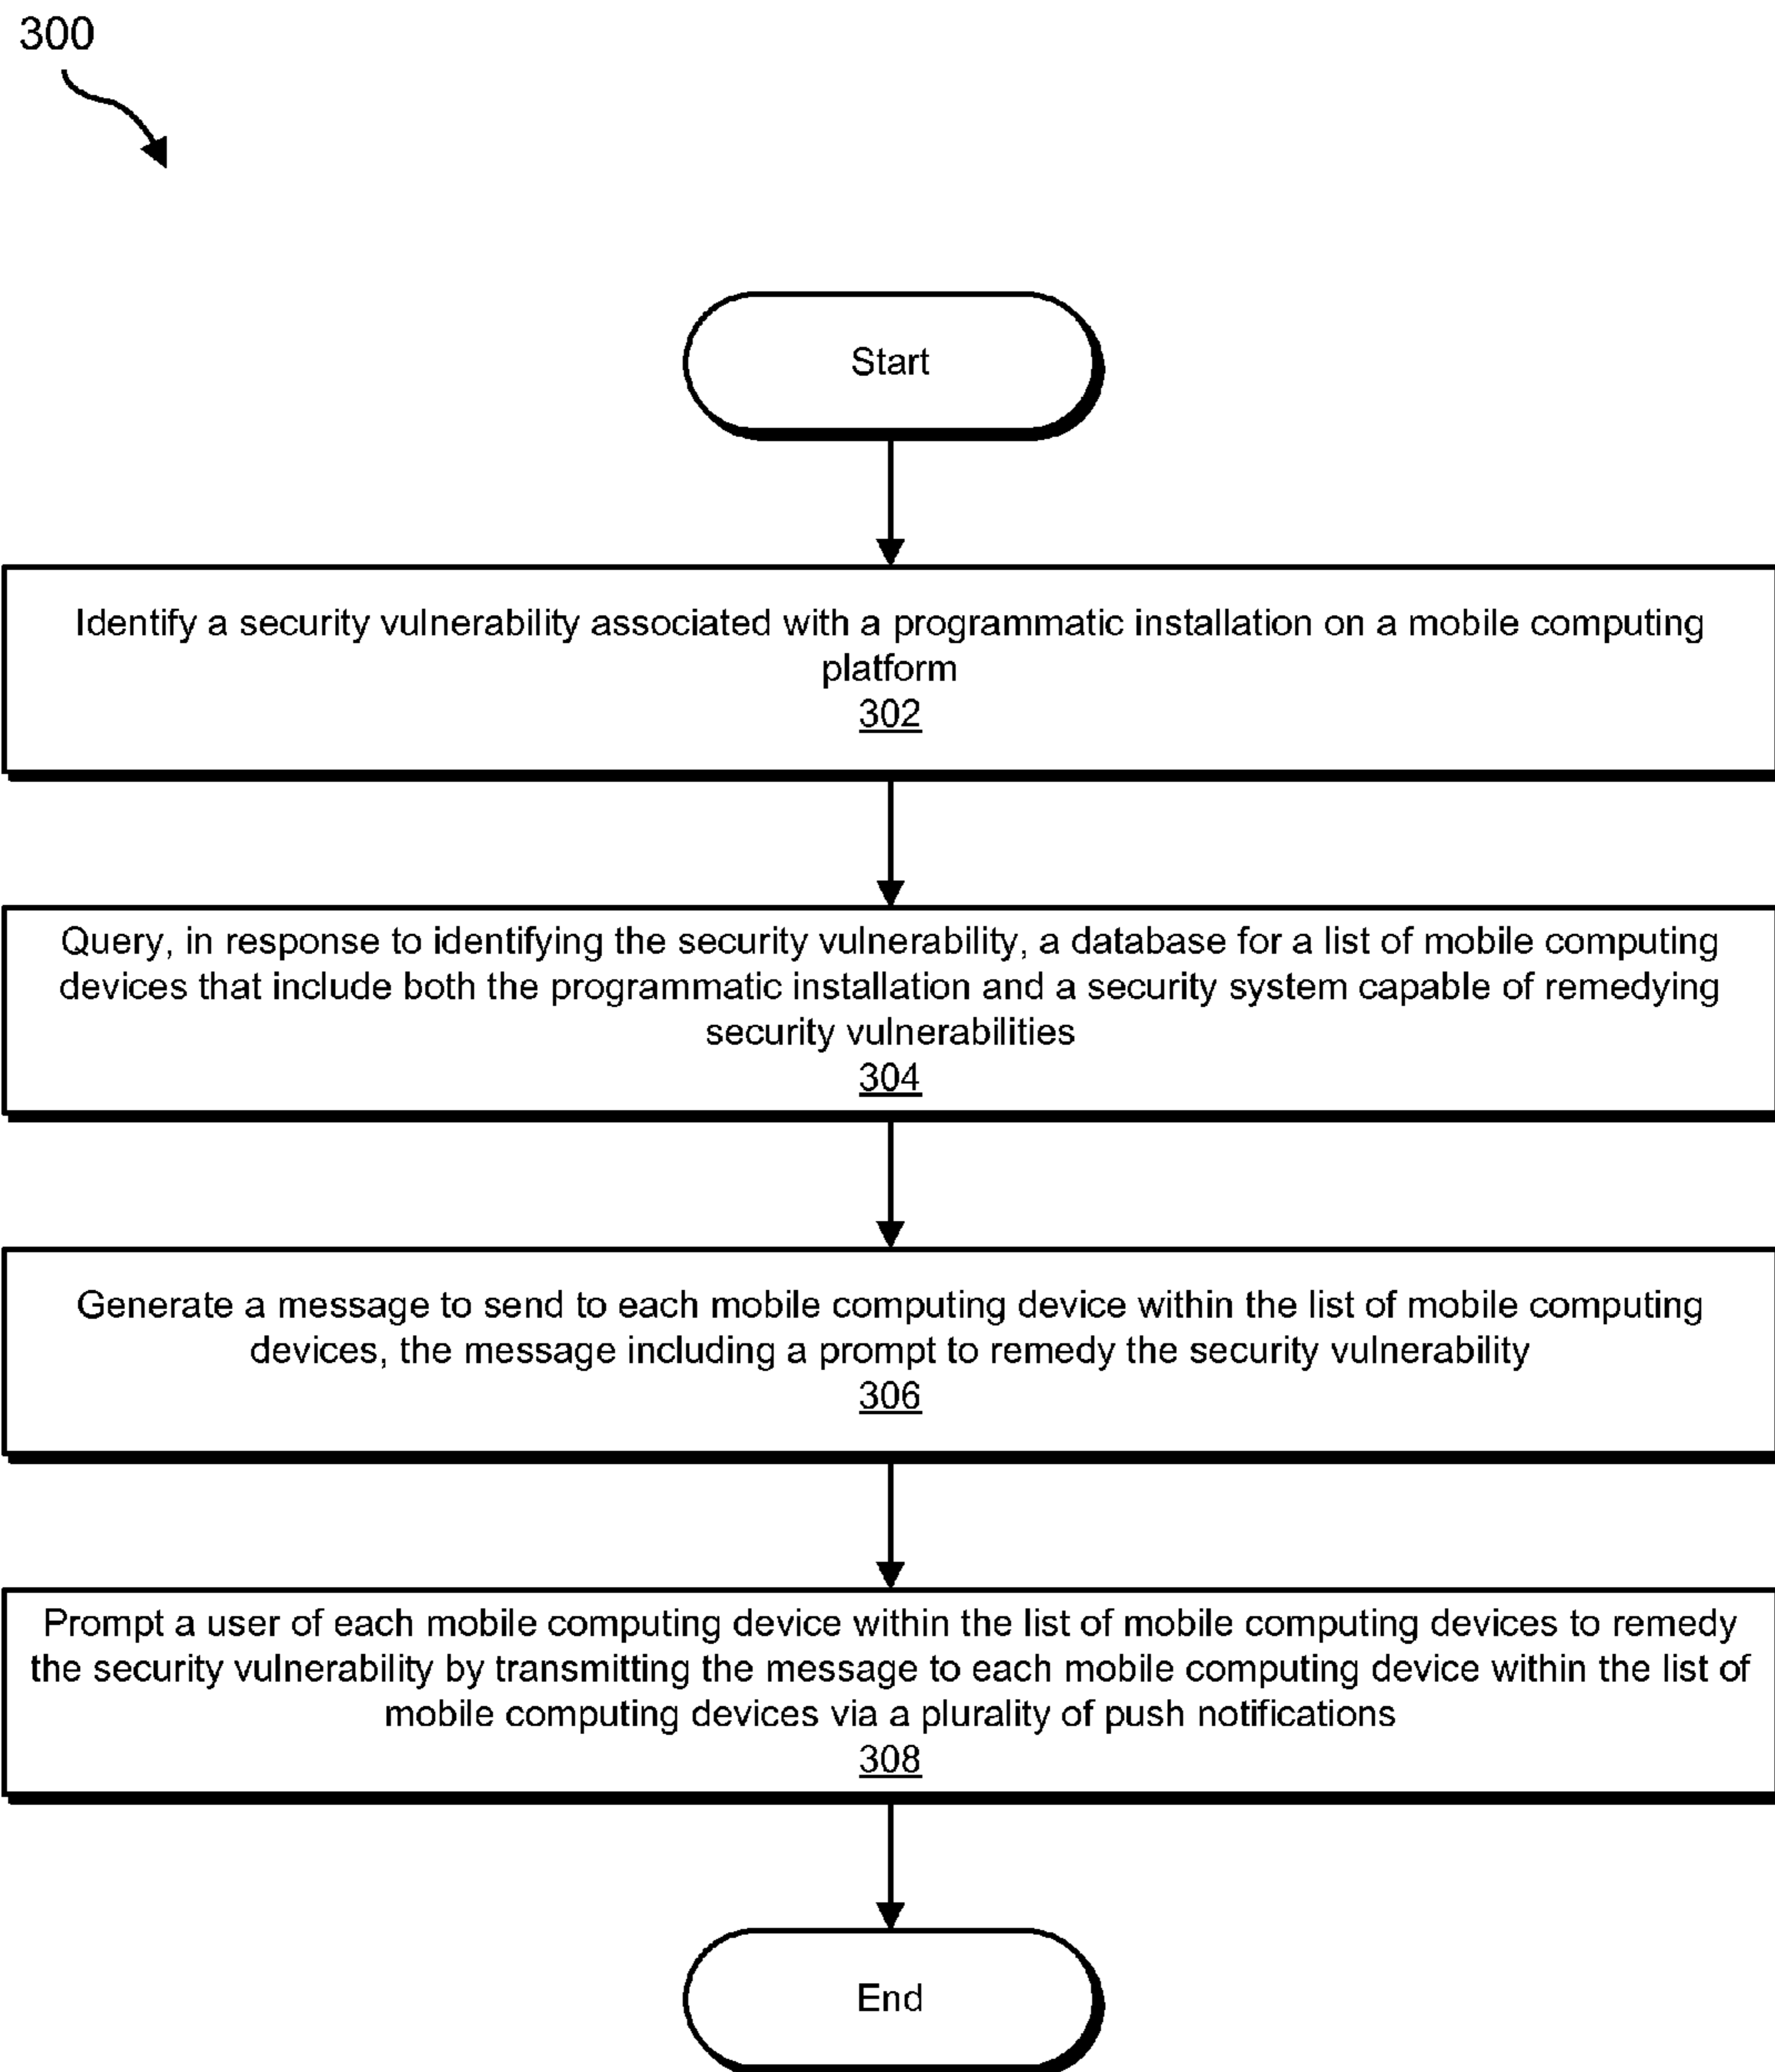 300
Start
Identify a security vulnerability associated with a programmatic installation on a mobile computing
platform
302
Query, in response to identifying the security vulnerability, a database for a list of mobile computing
devices that include both the programmatic installation and a security system capable of remedying
security vulnerabilities
304
Generate a message to send to each mobile computing device within the list of mobile computing
devices, the message including a prompt to remedy the security vulnerability
306
Prompt a user of each mobile computing device within the list of mobile computing devices to remedy
the security vulnerability by transmitting the message to each mobile computing device within the list of
mobile computing devices via a plurality of push notifications
308
End